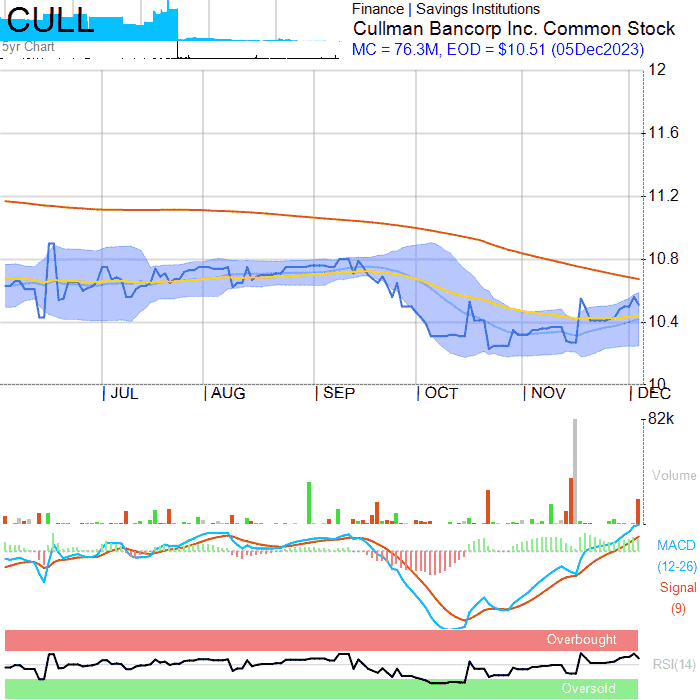 CULL
5yr Chart
Finance | Savings Institutions
Cullman Bancorp Inc. Common Stock
MC = 76.3M, EOD = $10.51 (05Dec2023)
12
11.6
11.2
10.8
10.4
10
| JUL | AUG | SEP | OCT | NOV | DEC
82k
Volume
MACD
(12-26)
Signal
(9)
Overbought
RSI(14)
Oversold